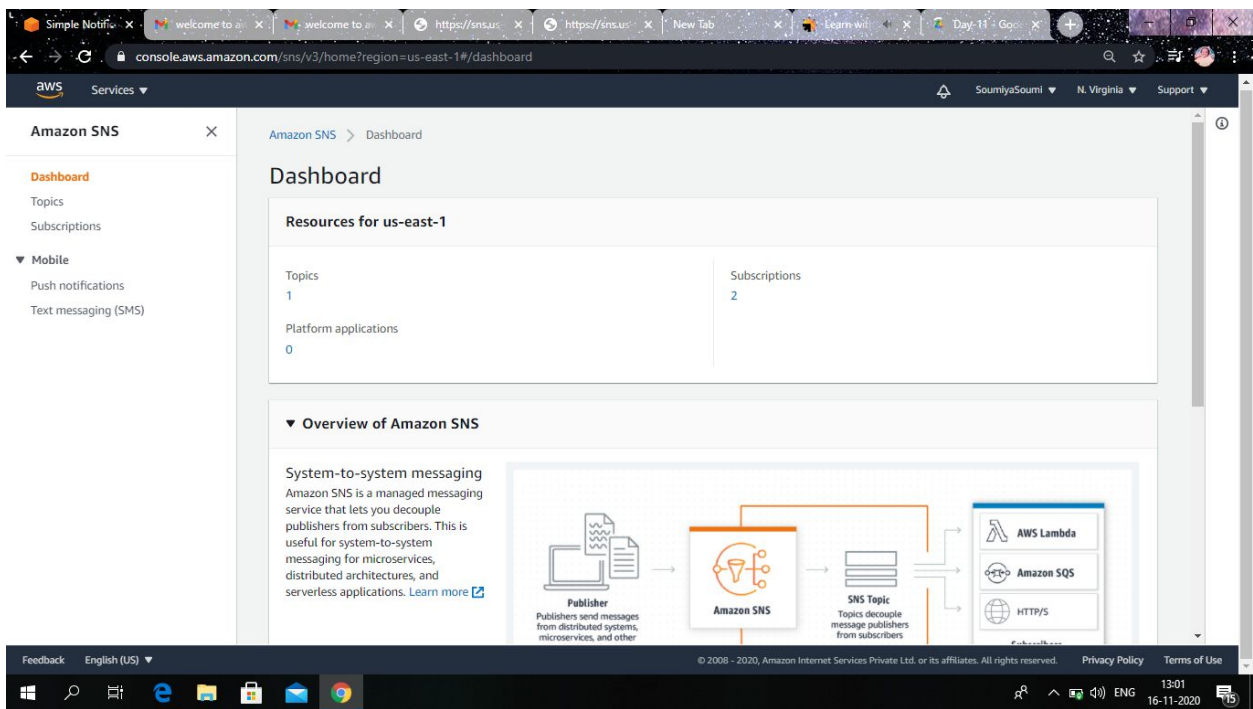 Simple Notific
welcome to a
welcome to a
https://sns.us
https://sns.us
New Tab
Learn wit
Day-11 - Goo
console.aws.amazon.com/sns/v3/home?region=us-east-1#/dashboard
aws
Services
SoumiyaSoumi
N. Virginia
Support
Amazon SNS
Dashboard
Topics
Subscriptions
Mobile
Push notifications
Text messaging (SMS)
Amazon SNS > Dashboard
Dashboard
Resources for us-east-1
Topics
1
Subscriptions
2
Platform applications
0
Overview of Amazon SNS
System-to-system messaging
Amazon SNS is a managed messaging
service that lets you decouple
publishers from subscribers. This is
useful for system-to-system
messaging for microservices,
distributed architectures, and
serverless applications. Learn more
Publisher
Publishers send messages
from distributed systems,
microservices, and other
Amazon SNS
SNS Topic
Topics decouple
message publishers
from subscribers
AWS Lambda
Amazon SQS
HTTP/S
Feedback
English (US)
© 2008 - 2020, Amazon Internet Services Private Ltd. or its affiliates. All rights reserved.
Privacy Policy
Terms of Use
ENG
13:01
16-11-2020
15